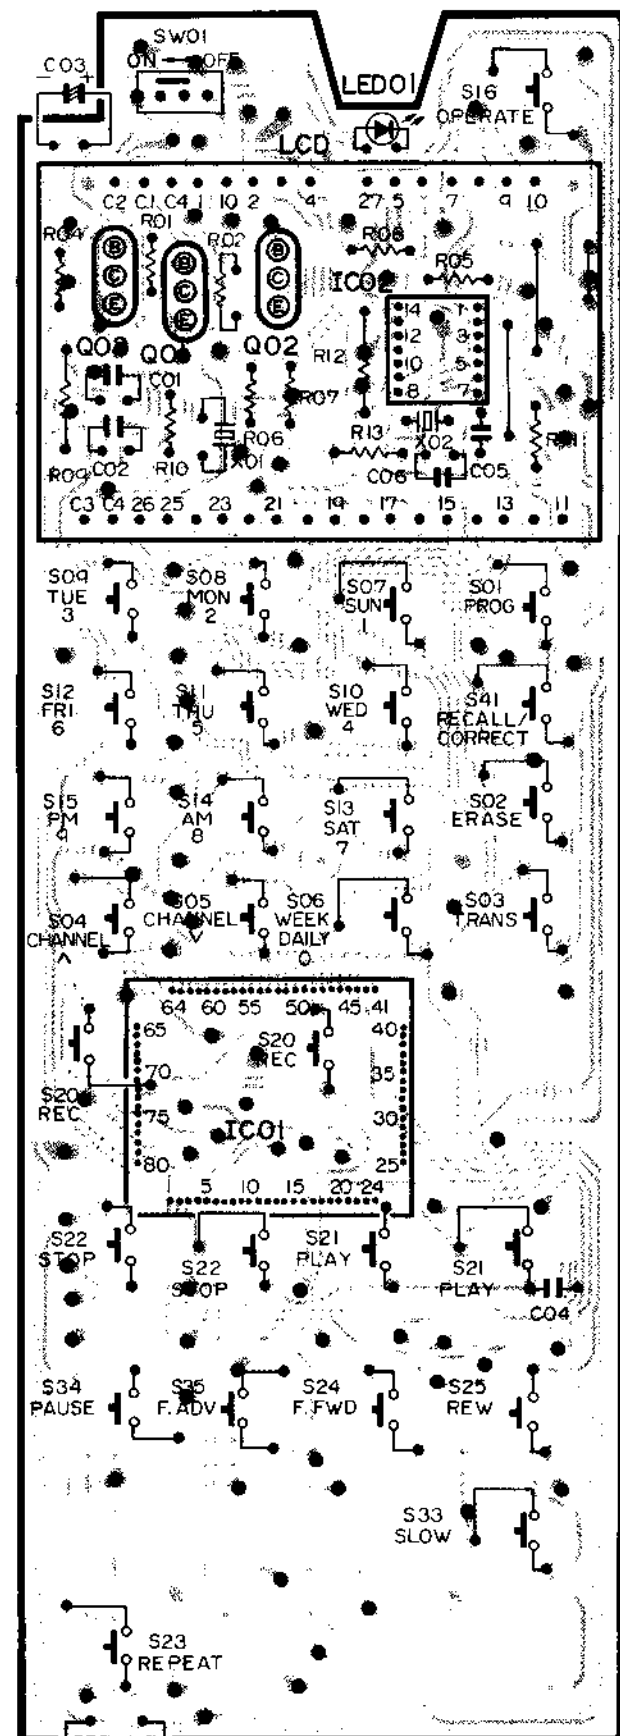 SW01
C03
ON OFF
- +
LED01
S16
OPERATE
LCD
C2 C1 C4 1 10 2 4 27 5 7 9 10
R04 R01 R02 R06 R05
B C E
B C E
B C E
IC02
14 1
12 3
10 5
8 7
Q02
R12
C01
R07
R13 X02
R09 C02 R10 R06 X01 C06 C05
C3 C4 26 25 23 21 19 17 15 13 11
S09
TUE
3
S08
MON
2
S07
SUN
1
S01
PROG
S12
FRI
6
S11
THU
5
S10
WED
4
S41
RECALL/
CORRECT
S15
PM
9
S14
AM
8
S13
SAT
7
S02
ERASE
S04
CHANNEL
∧
S05
CHANNEL
∨
S06
WEEK
DAILY
0
S03
TRANS
64 60 55 50 45 41
65 40
70 35
75 30
80 25
S20
REC
S20
REC
IC01
5 10 15 20 24
S22
STOP
S22
STOP
S21
PLAY
S21
PLAY
C04
S34
PAUSE
S35
F.ADV
S24
F.FWD
S25
REW
S33
SLOW
S23
REPEAT